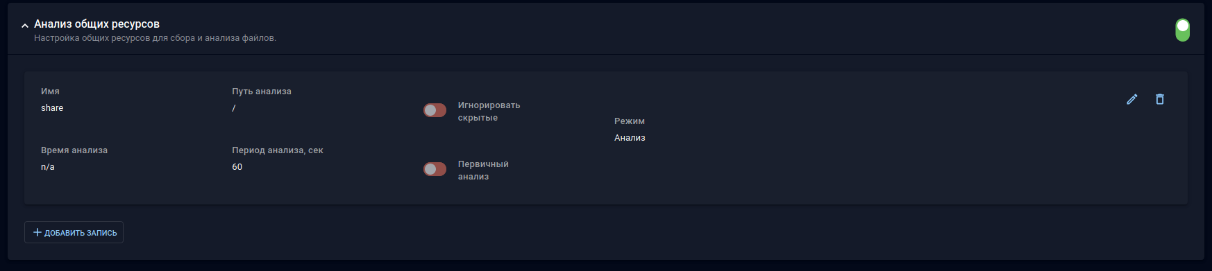 Анализ общих ресурсов
Настройка общих ресурсов для сбора и анализа файлов.
Имя
share
Путь анализа
/
Игнорировать
скрытые
Режим
Анализ
Время анализа
n/a
Период анализа, сек
60
Первичный
анализ
ДОБАВИТЬ ЗАПИСЬ